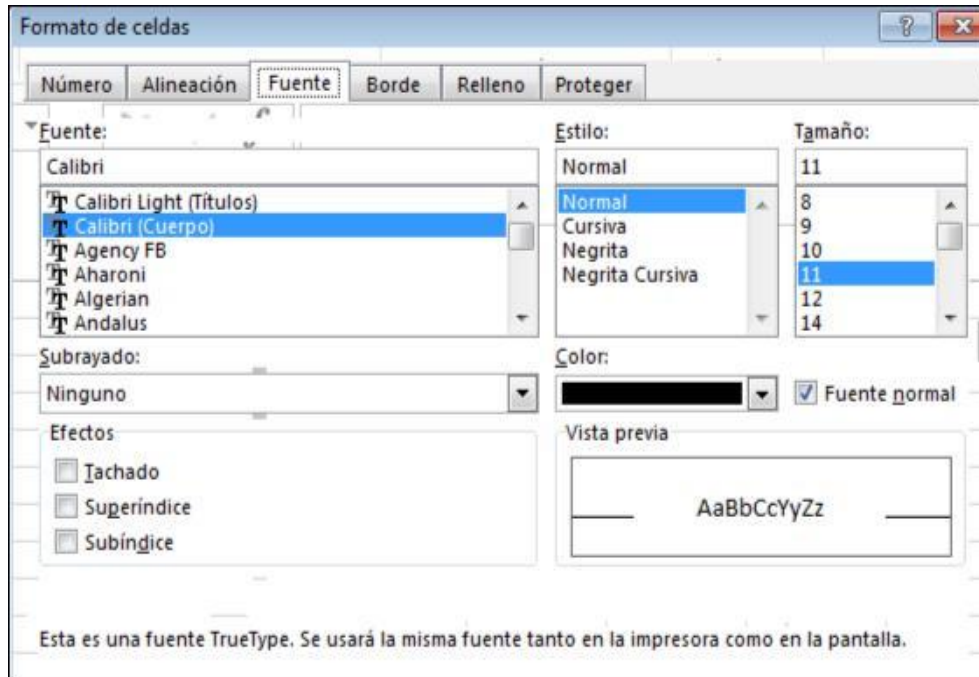 Formato de celdas
Número Alineación Fuente Borde Relleno Proteger
Fuente: Estilo: Tamaño:
Calibri Normal 11
Calibri Light (Títulos) Normal 8
Calibri (Cuerpo) Cursiva 9
Agency FB Negrita 10
Aharoni Negrita Cursiva 11
Algerian 12
Andalus 14
Subrayado: Color:
Ninguno Fuente normal
Efectos Vista previa
Tachado
Superíndice AaBbCcYyZz
Subíndice
Esta es una fuente TrueType. Se usará la misma fuente tanto en la impresora como en la pantalla.